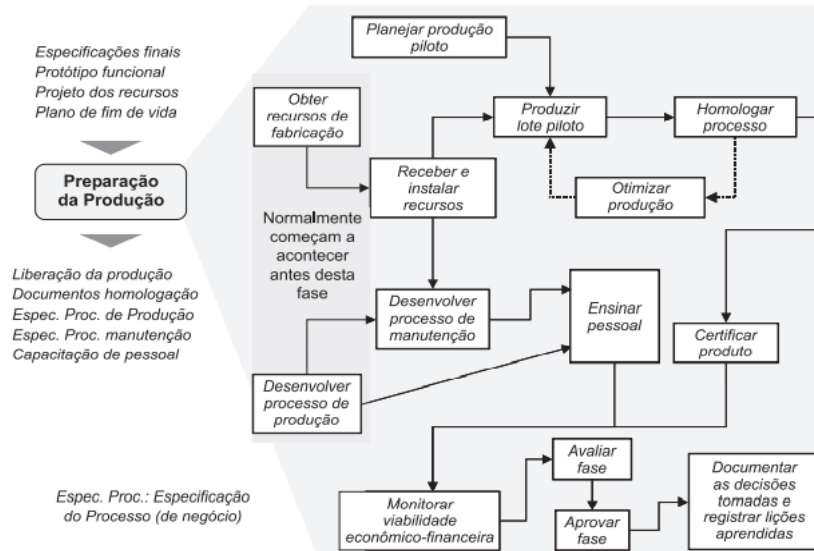 Especificações finais
Protótipo funcional
Projeto dos recursos
Plano de fim de vida
Preparação
da Produção
Liberação da produção
Documentos homologação
Espec. Proc. de Produção
Espec. Proc. manutenção
Capacitação de pessoal
Espec. Proc.: Especificação
do Processo (de negócio)
Planejar produção
piloto
Obter
recursos de
fabricação
Produzir
lote piloto
Homologar
processo
Receber e
instalar
recursos
Otimizar
produção
Normalmente
começam a
acontecer
antes desta
fase
Desenvolver
processo de
manutenção
Ensinar
pessoal
Certificar
produto
Desenvolver
processo de
produção
Monitorar
viabilidade
econômico-financeira
Avaliar
fase
Aprovar
fase
Documentar
as decisões
tomadas e
registrar lições
aprendidas